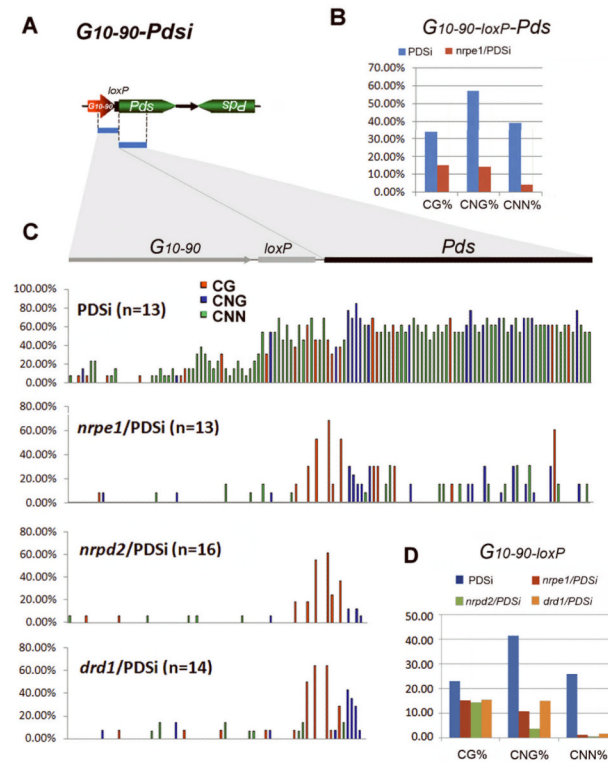 A
G10-90-Pdsi
loxP
G10-90
Pds
Pds
B
G10-90-loxP-Pds
PDSi
nrpe1/PDSi
70.00%
60.00%
50.00%
40.00%
30.00%
20.00%
10.00%
0.00%
CG% CNG% CNN%
C
G10-90 loxP Pds
100.00%
80.00%
60.00%
40.00%
20.00%
0.00%
PDSi (n=13)
CG
CNG
CNN
80.00%
60.00%
40.00%
20.00%
0.00%
nrpe1/PDSi (n=13)
80.00%
60.00%
40.00%
20.00%
0.00%
nrpd2/PDSi (n=16)
80.00%
60.00%
40.00%
20.00%
0.00%
drd1/PDSi (n=14)
D
G10-90-loxP
PDSi nrpe1/PDSi
nrpd2/PDSi drd1/PDSi
50.00
40.00
30.00
20.00
10.00
0.00
CG% CNG% CNN%